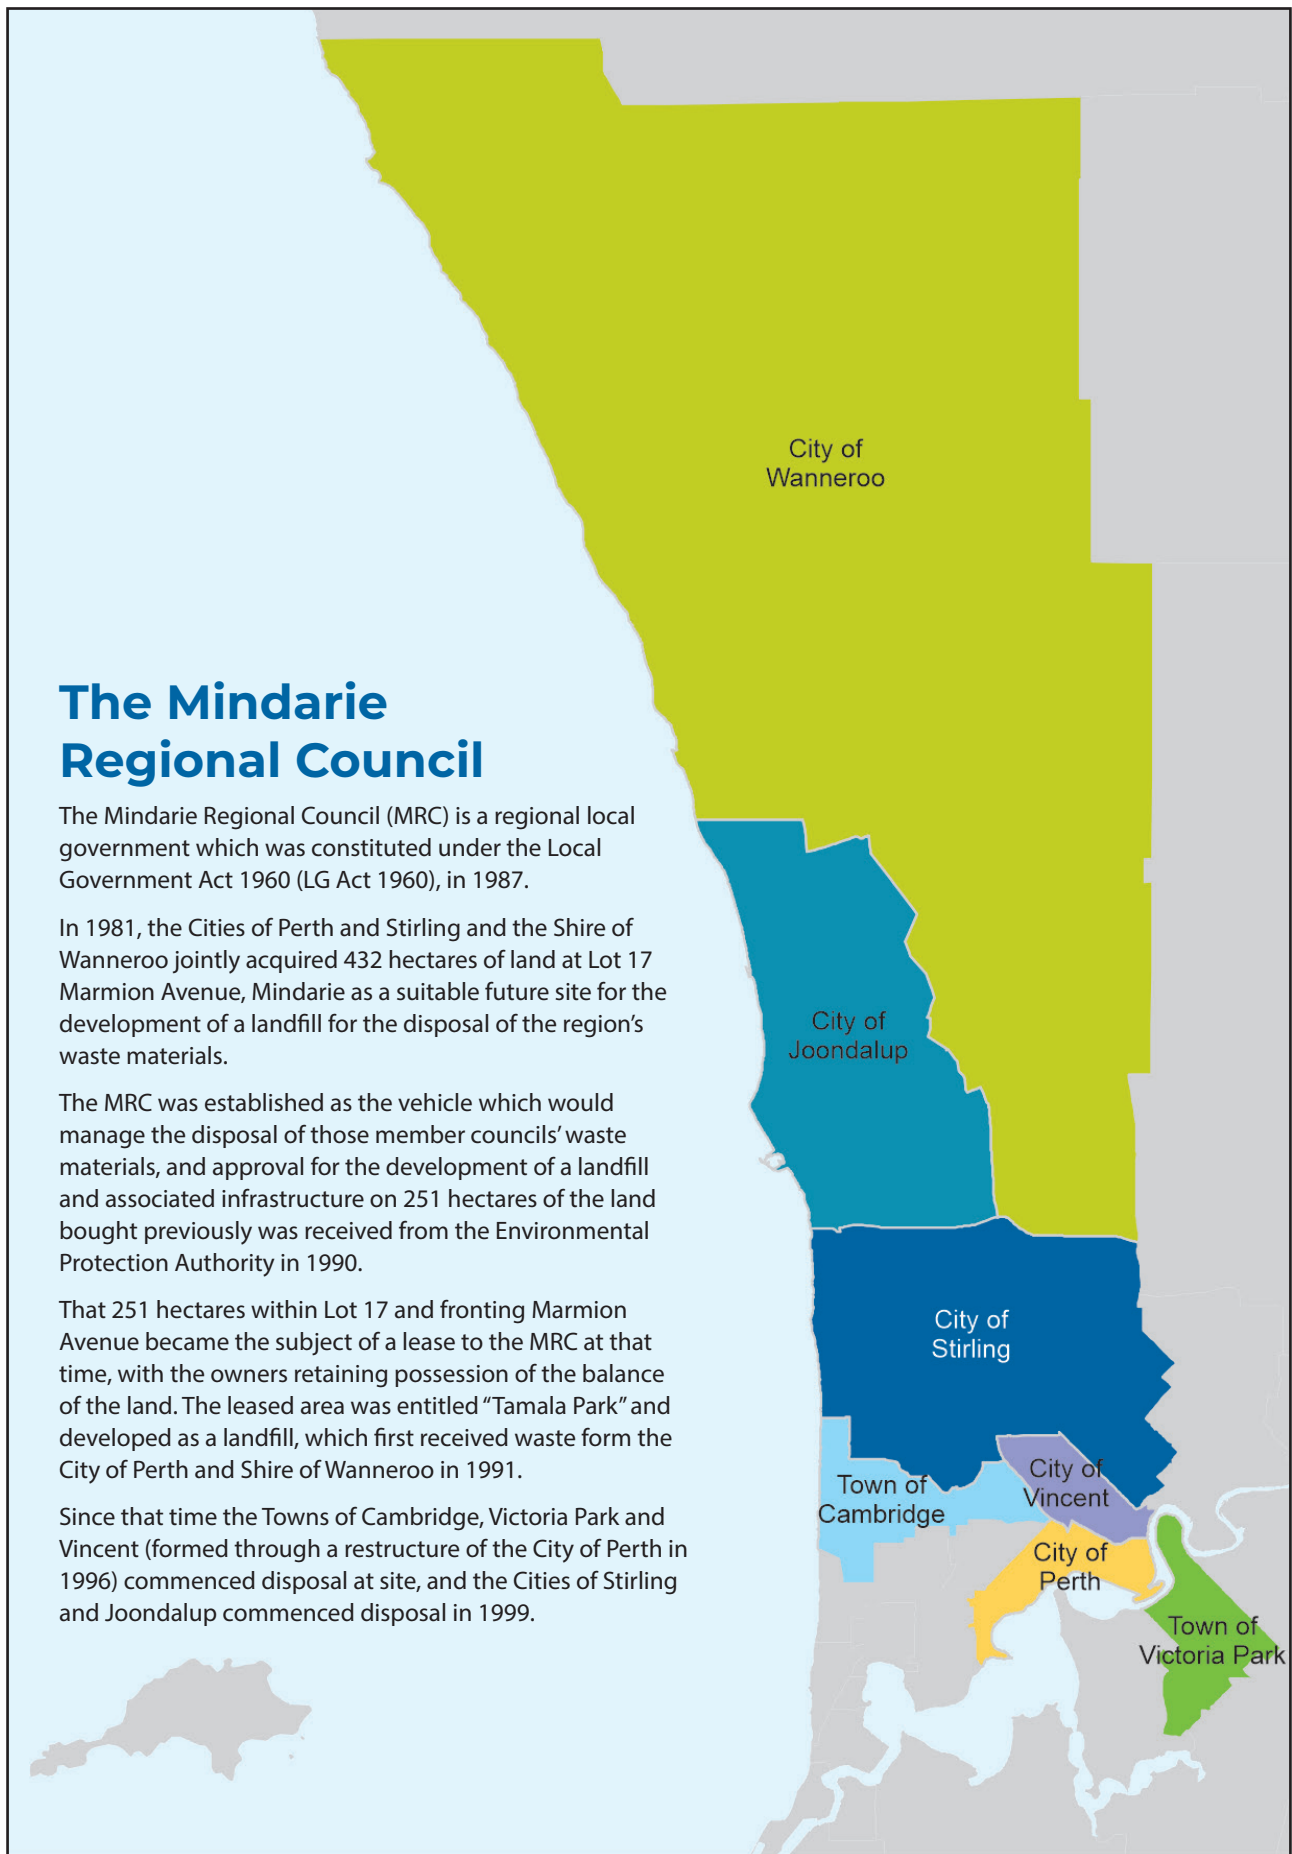 City of
Wanneroo
The Mindarie
Regional Council
The Mindarie Regional Council (MRC) is a regional local
government which was constituted under the Local
Government Act 1960 (LG Act 1960), in 1987.
In 1981, the Cities of Perth and Stirling and the Shire of
Wanneroo jointly acquired 432 hectares of land at Lot 17
Marmion Avenue, Mindarie as a suitable future site for the
development of a landfill for the disposal of the region’s
waste materials.
The MRC was established as the vehicle which would
manage the disposal of those member councils’ waste
materials, and approval for the development of a landfill
and associated infrastructure on 251 hectares of the land
bought previously was received from the Environmental
Protection Authority in 1990.
That 251 hectares within Lot 17 and fronting Marmion
Avenue became the subject of a lease to the MRC at that
time, with the owners retaining possession of the balance
of the land. The leased area was entitled “Tamala Park” and
developed as a landfill, which first received waste form the
City of Perth and Shire of Wanneroo in 1991.
Since that time the Towns of Cambridge, Victoria Park and
Vincent (formed through a restructure of the City of Perth in
1996) commenced disposal at site, and the Cities of Stirling
and Joondalup commenced disposal in 1999.
City of
Joondalup
City of
Stirling
Town of
Cambridge
City of
Vincent
City of
Perth
Town of
Victoria Park